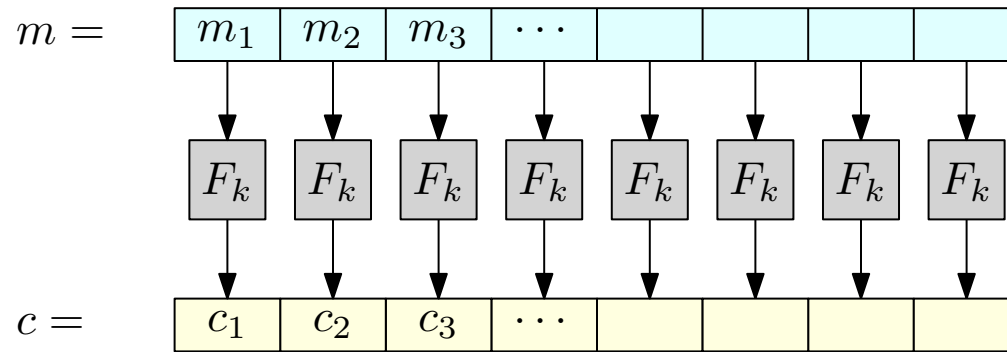 m = m₁ m₂ m₃ ⋯
Fₖ Fₖ Fₖ Fₖ Fₖ Fₖ Fₖ Fₖ
c = c₁ c₂ c₃ ⋯